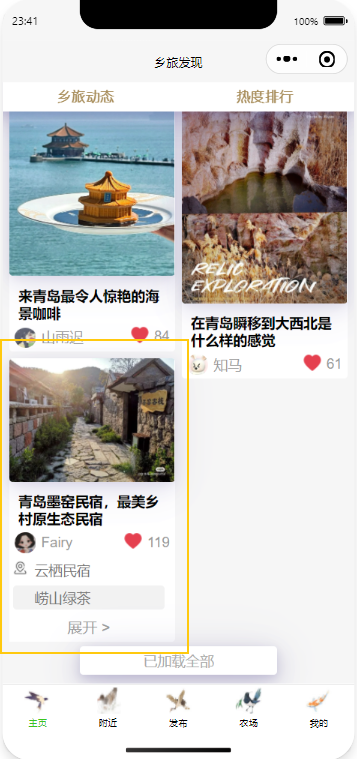 23:41
100%
乡旅发现
乡旅动态
热度排行
RELIC
EXPLORATION
来青岛最令人惊艳的海
景咖啡
山雨迟
84
在青岛瞬移到大西北是
什么样的感觉
知马
61
青岛墨窑民宿，最美乡
村原生态民宿
Fairy
119
云栖民宿
崂山绿茶
展开 >
已加载全部
主页
附近
发布
农场
我的